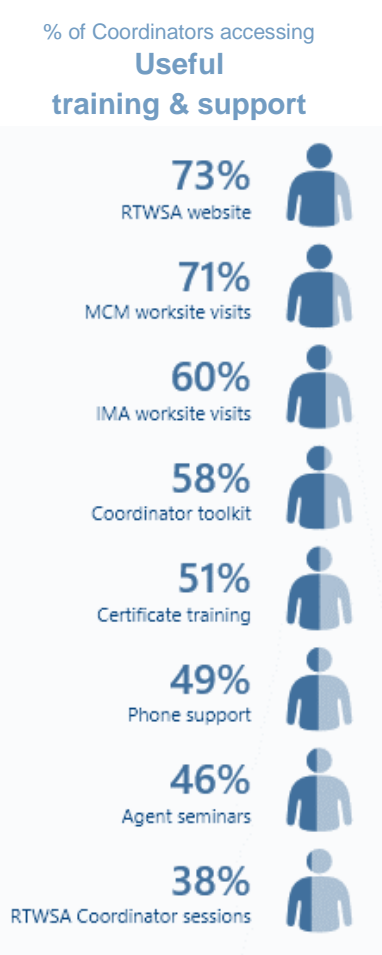 % of Coordinators accessing
Useful
training & support
73%
RTWSA website
71%
MCM worksite visits
60%
IMA worksite visits
58%
Coordinator toolkit
51%
Certificate training
49%
Phone support
46%
Agent seminars
38%
RTWSA Coordinator sessions